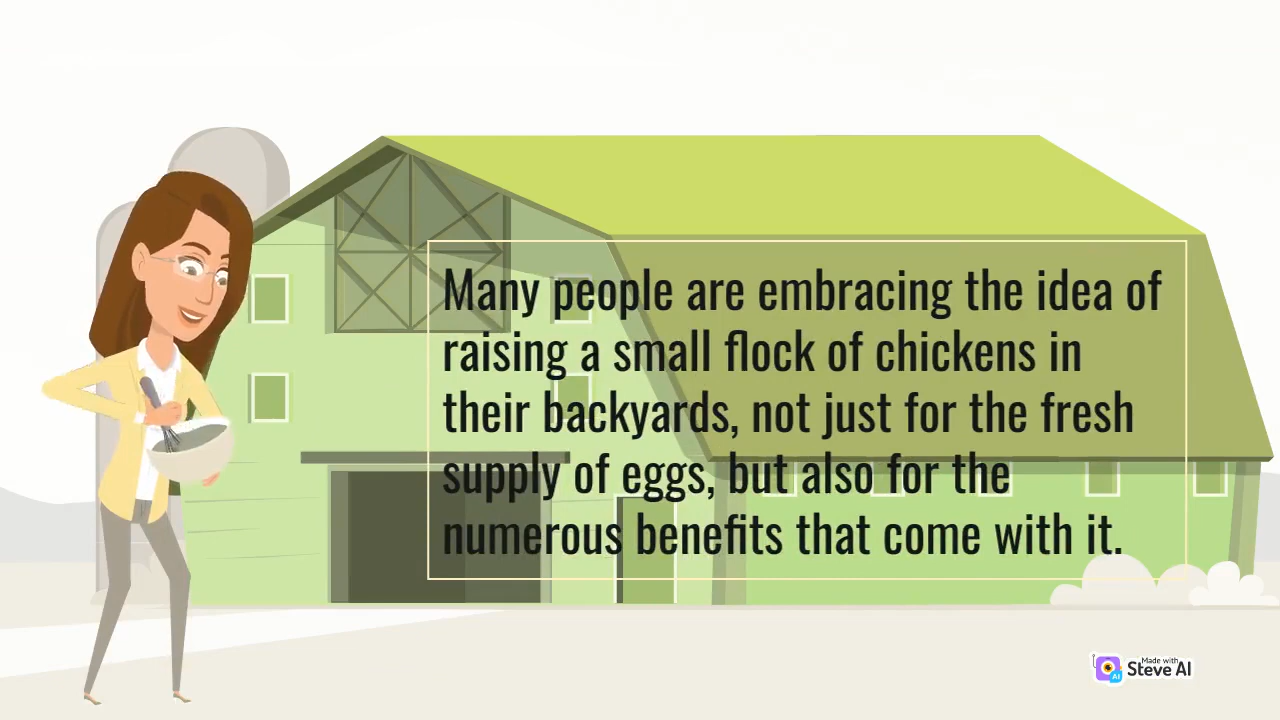 Many people are embracing the idea of
raising a small flock of chickens in
their backyards, not just for the fresh
supply of eggs, but also for the
numerous benefits that come with it.
Made with
Steve AI
AI